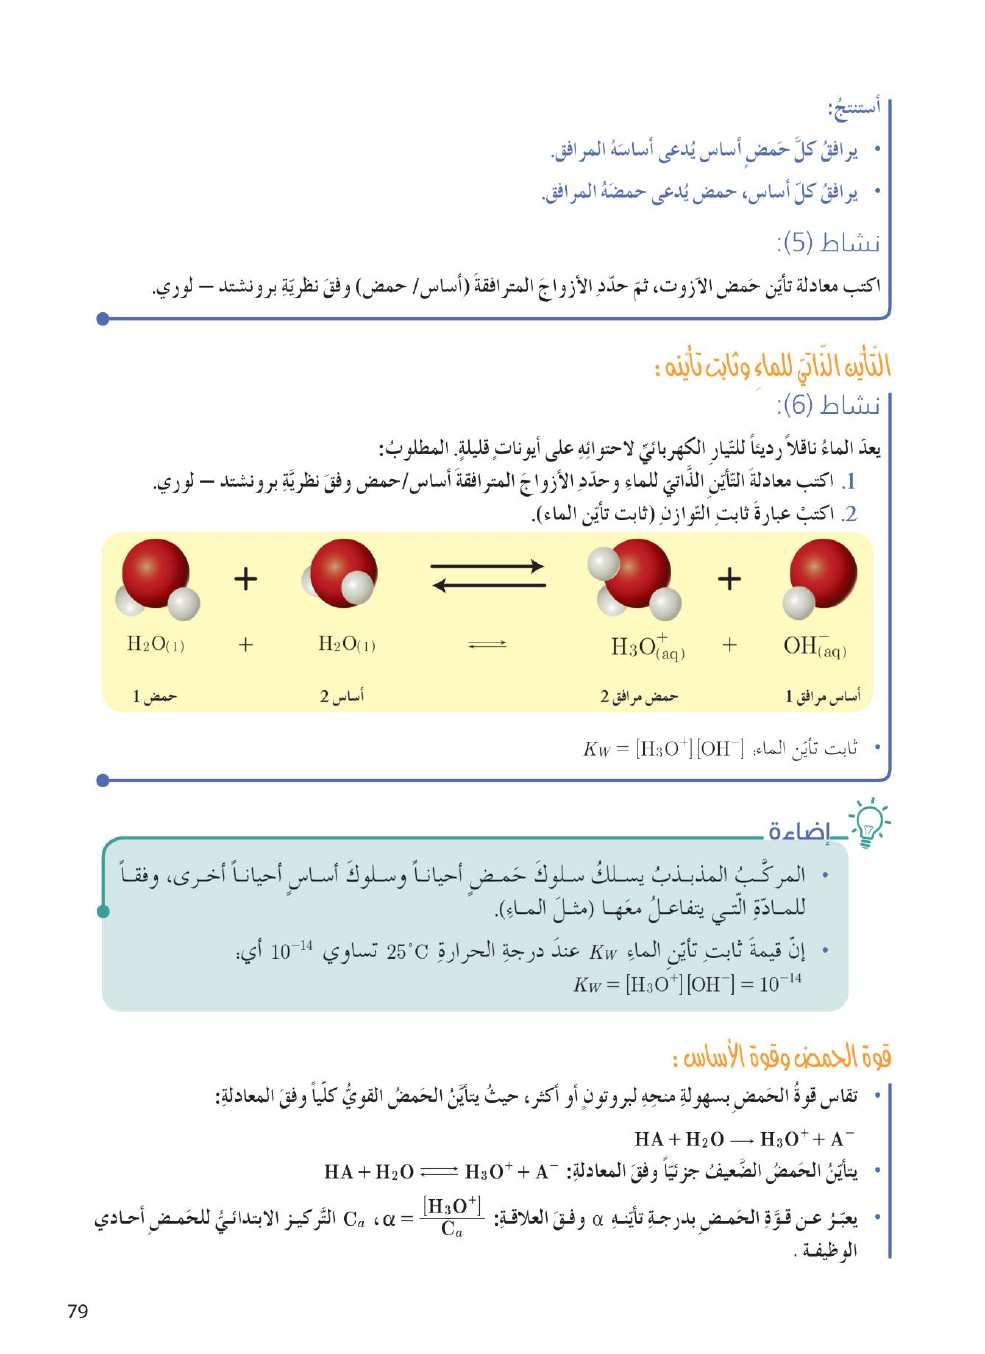 أستنتجُ:
• يرافقُ كلَّ حَمضٍ أساس يُدعى أساسَهُ المرافق.
• يرافقُ كلّ أساس، حمض يُدعى حمضَهُ المرافق.
نشاط (5):
اكتب معادلة تأيّن حَمض الآزوت، ثمّ حدّدِ الأزواجَ المترافقةَ (أساس/ حمض) وفقَ نظريّةِ برونشتد – لوري.
التّأين الذّاتيّ للماءِ وثابت تأينه :
نشاط (6):
يعدّ الماءُ ناقلاً رديئاً للتّيارِ الكهربائيّ لاحتوائهِ على أيوناتٍ قليلةٍ. المطلوبُ:
1. اكتب معادلةَ التّأيّنِ الذّاتيّ للماءِ وحدّدِ الأزواجَ المترافقةَ أساس/حمض وفقَ نظريَّةِ برونشتد – لوري.
2. اكتبْ عبارةَ ثابتِ التّوازنِ (ثابت تأيّن الماء).
+ ⇌ +
H₂O(l) + H₂O(l) ⇌ H₃O⁺(aq) + OH⁻(aq)
حمض 1 أساس 2 حمض مرافق 2 أساس مرافق 1
• ثابت تأيّن الماء: Kw = [H₃O⁺][OH⁻]
إضاءة
• المركَّبُ المذبذبُ يسلكُ سلوكَ حَمضٍ أحياناً وسلوكَ أساسٍ أحياناً أخرى، وفقاً
للمادّةِ الّتي يتفاعلُ معَها (مثلَ الماءِ).
• إنّ قيمةَ ثابتِ تأيّنِ الماءِ Kw عندَ درجةِ الحرارةِ 25°C تساوي 10⁻¹⁴ أي:
Kw = [H₃O⁺][OH⁻] = 10⁻¹⁴
قوة الحمض وقوة الأساس :
• تقاس قوةُ الحَمضِ بسهولةِ منحِهِ لبروتونٍ أو أكثر، حيثُ يتأيَّنُ الحَمضُ القويُّ كلّياً وفقَ المعادلةِ:
HA + H₂O → H₃O⁺ + A⁻
• يتأيّنُ الحَمضُ الضَّعيفُ جزئيّاً وفقَ المعادلةِ: HA + H₂O ⇌ H₃O⁺ + A⁻
• يعبّرُ عن قوَّةِ الحَمضِ بدرجةِ تأيّنهِ α وفقَ العلاقةِ: α = [H₃O⁺]/Cₐ ، Cₐ التَّركيز الابتدائيُّ للحَمضِ أحادي
الوظيفة .
79